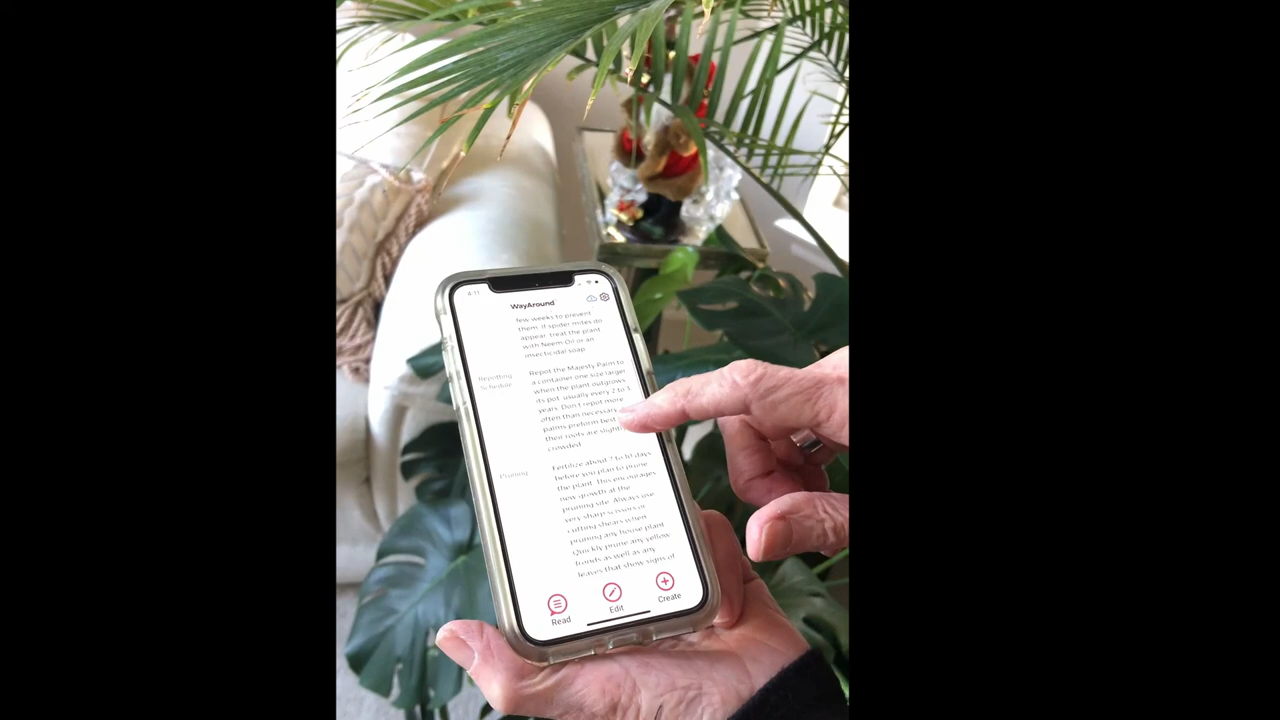 4:11
WayAround
few weeks to prevent
them. If spider mites do
appear, treat the plant
with Neem Oil or an
insecticidal soap.
Repotting
Schedule
Repot the Majesty Palm to
a container one size larger
when the plant outgrows
its pot, usually every 2 to 3
years. Don't repot more
often than necessary
palms preform best
their roots are slightly
crowded.
Pruning
Fertilize about 7 to 10 days
before you plan to prune
the plant. This encourages
new growth at the
pruning site. Always use
very sharp scissors or
cutting shears when
pruning any house plant.
Quickly prune any yellow
fronds as well as any
leaves that show signs of
Read
Edit
Create